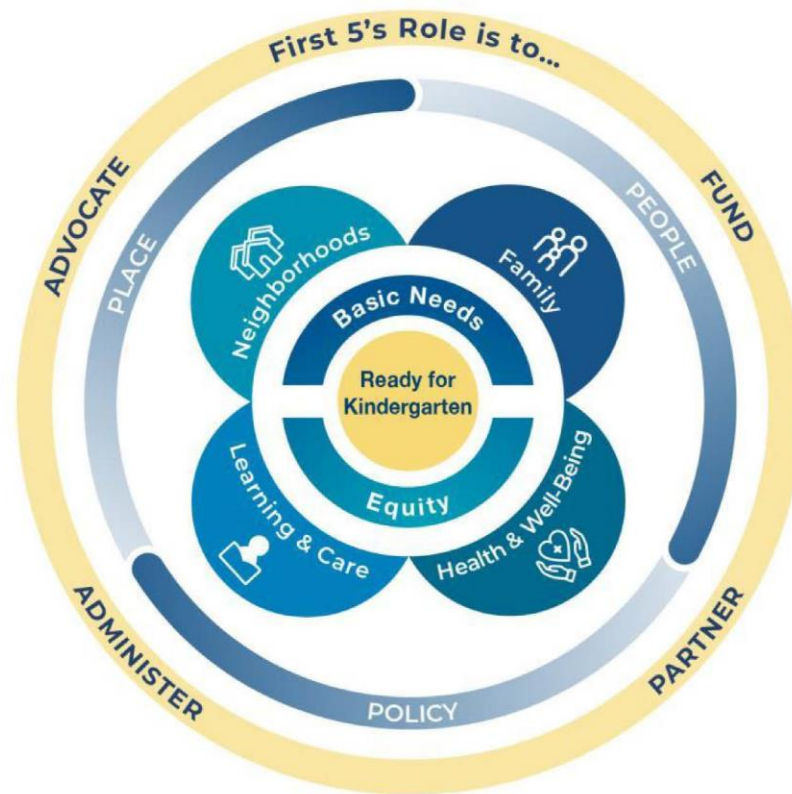 First 5's Role is to...
ADVOCATE
FUND
PLACE
PEOPLE
Neighborhoods
Family
Basic Needs
Ready for
Kindergarten
Equity
Learning & Care
Health & Well-Being
ADMINISTER
PARTNER
POLICY